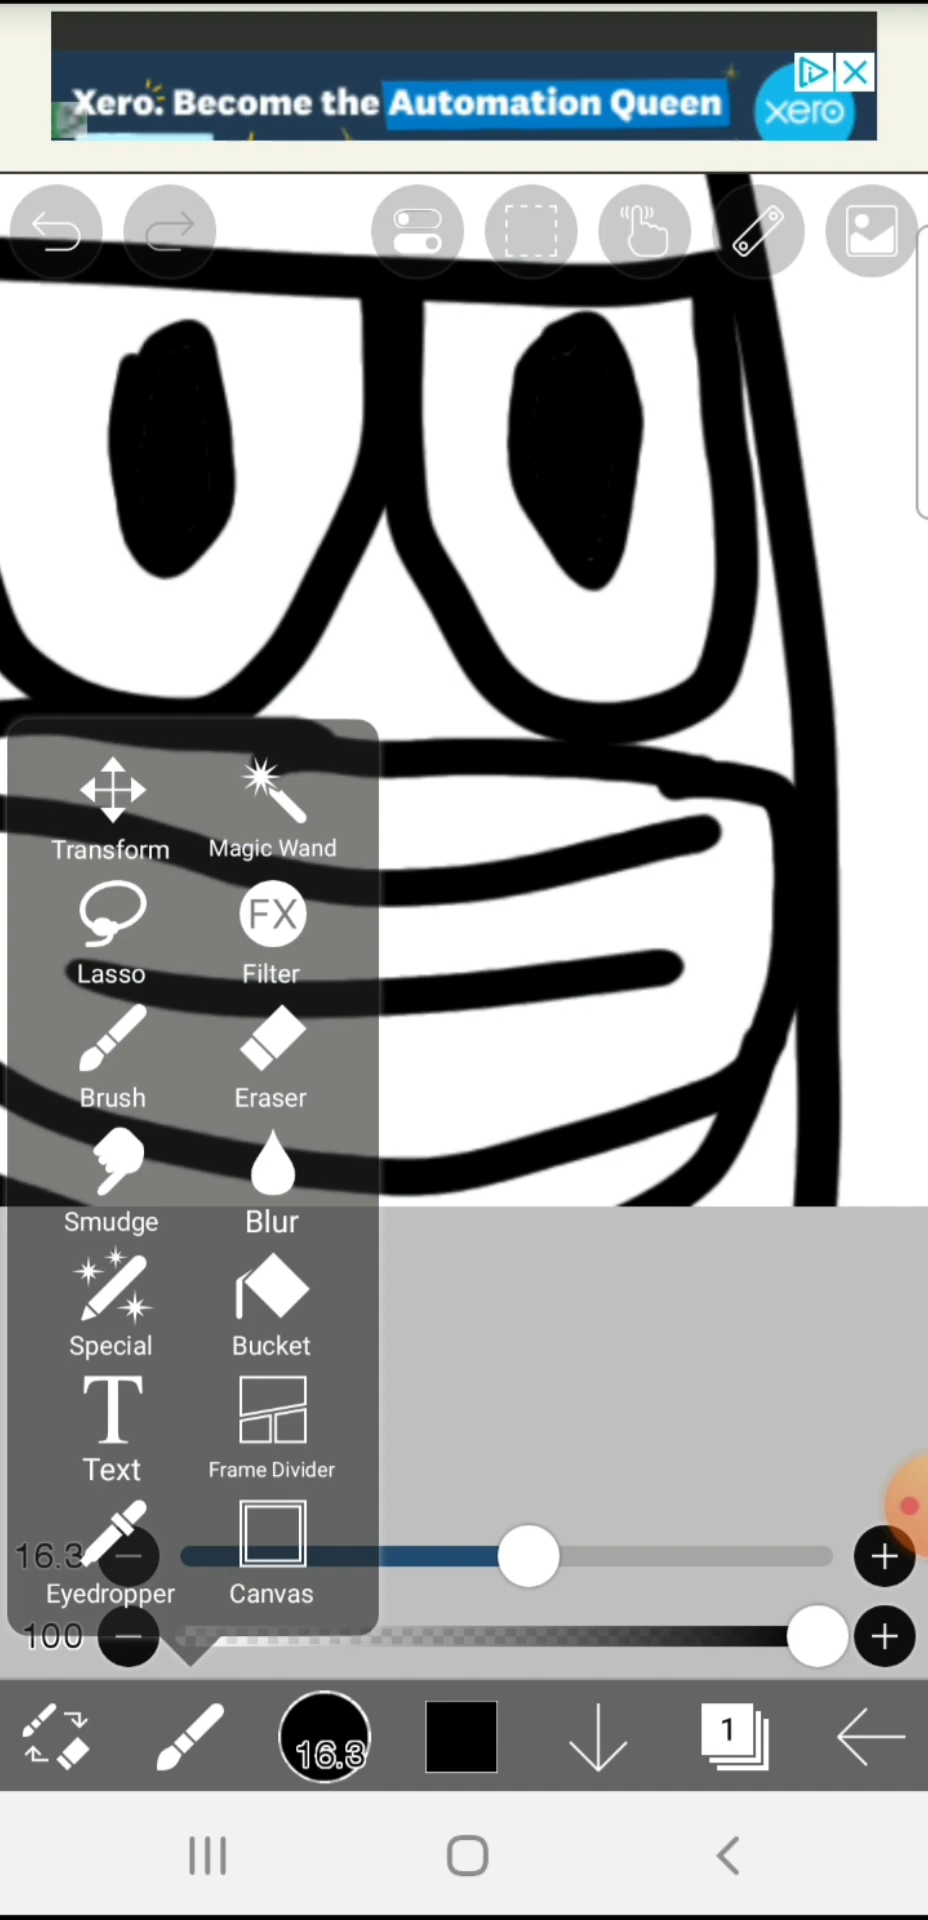 Xero: Become the Automation Queen
xero
Transform
Magic Wand
Lasso
FX
Filter
Brush
Eraser
Smudge
Blur
Special
Bucket
T
Text
Frame Divider
Eyedropper
Canvas
16.3
100
16.3
1